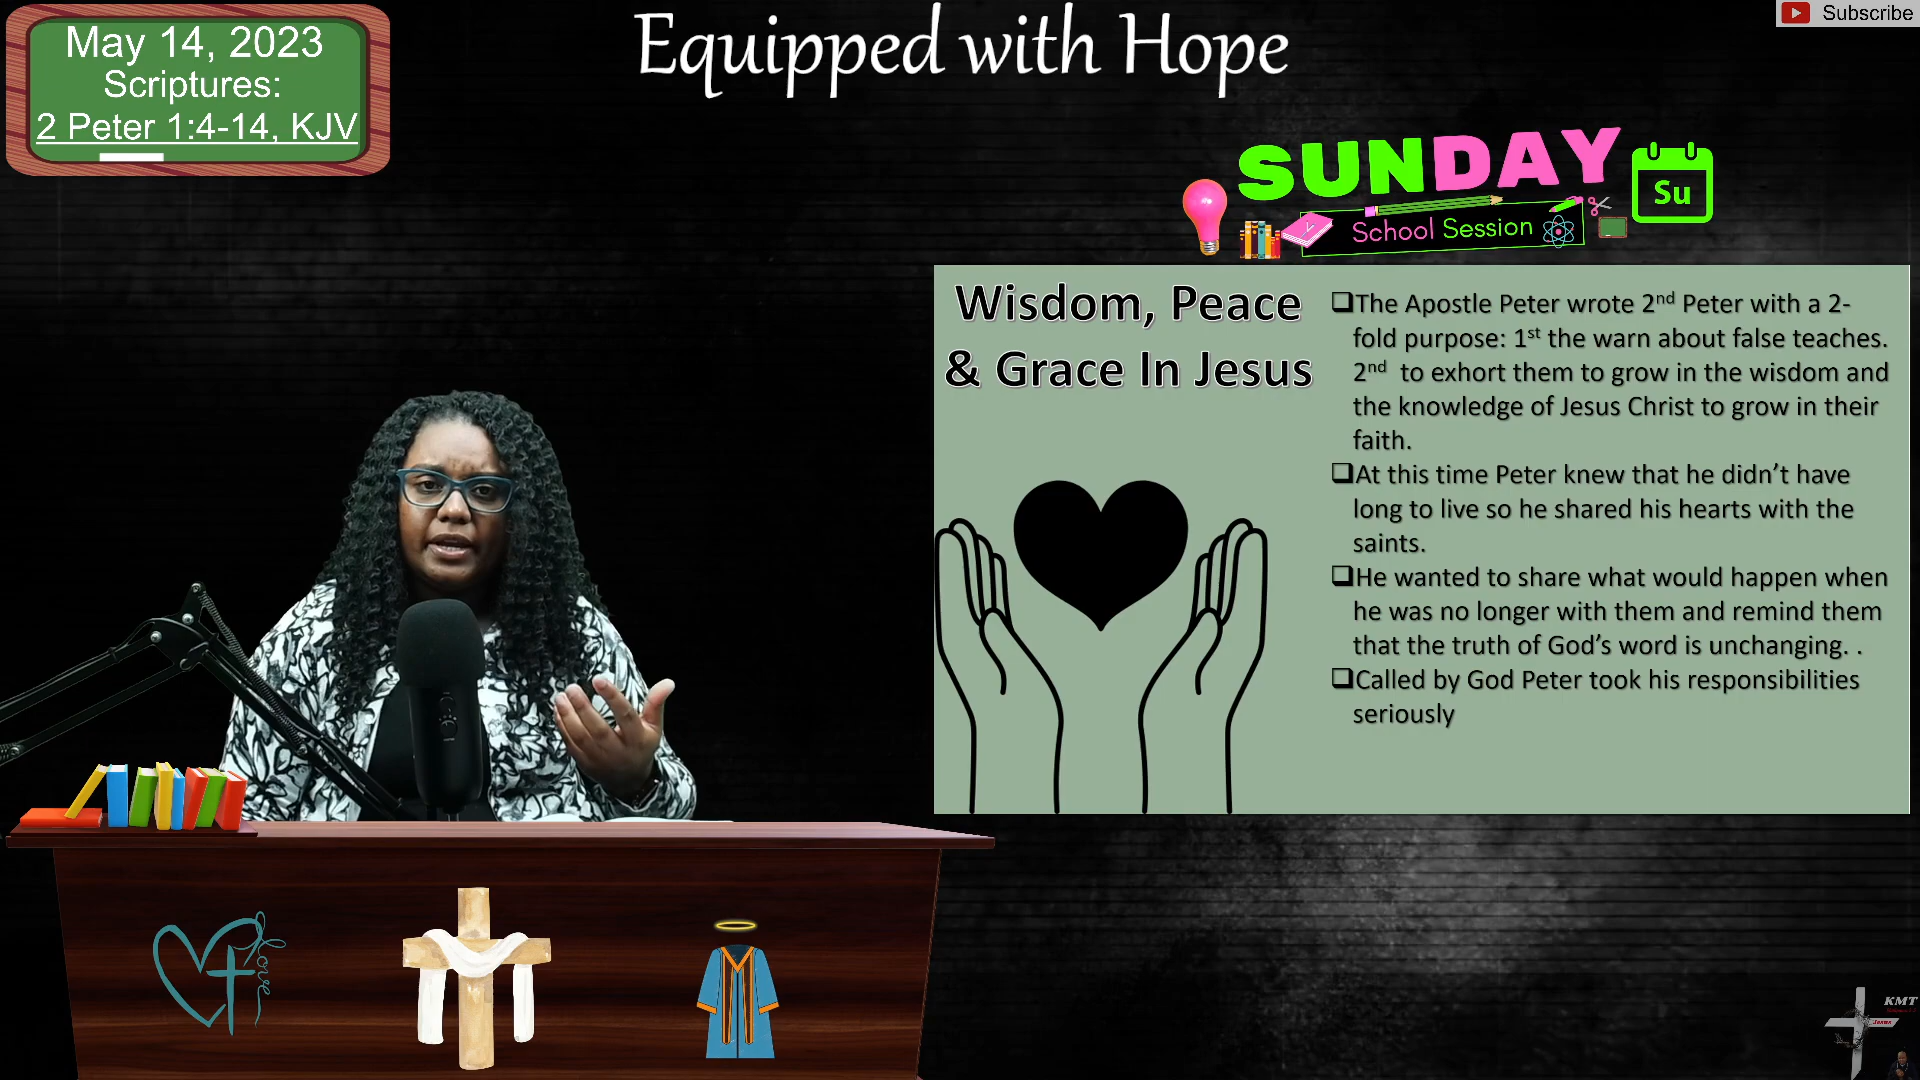 May 14, 2023
Scriptures:
2 Peter 1:4-14, KJV
Equipped with Hope
Subscribe
SUNDAY
Su
School Session
Wisdom, Peace
& Grace In Jesus
❑The Apostle Peter wrote 2nd Peter with a 2-
fold purpose: 1st the warn about false teaches.
2nd to exhort them to grow in the wisdom and
the knowledge of Jesus Christ to grow in their
faith.
❑At this time Peter knew that he didn't have
long to live so he shared his hearts with the
saints.
❑He wanted to share what would happen when
he was no longer with them and remind them
that the truth of God's word is unchanging. .
❑Called by God Peter took his responsibilities
seriously
Love
KMT
Jesus